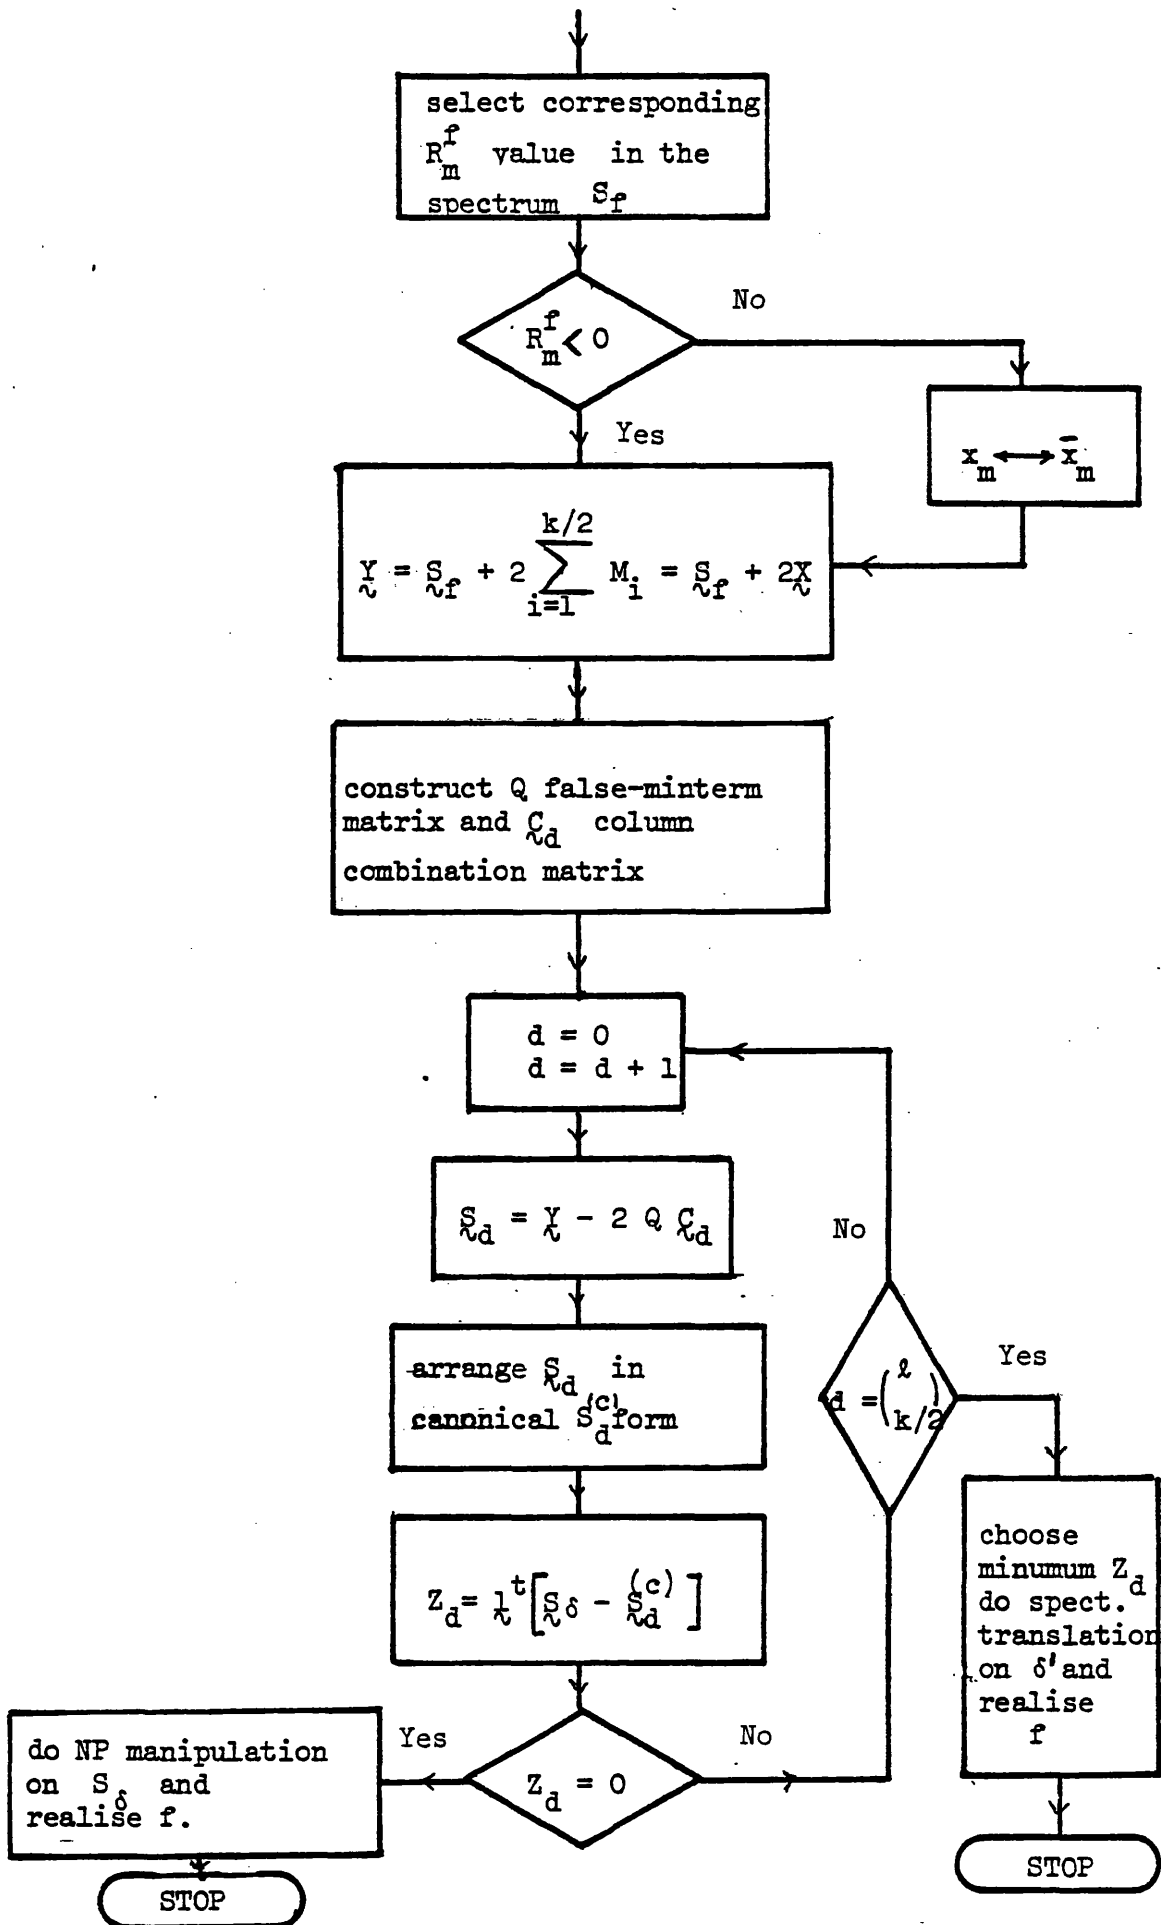 select corresponding
R_m^f value in the
spectrum S_f
R_m^f < 0
No
Yes
x_m ⟷ x̄_m
Y = S_f + 2 ∑_{i=1}^{k/2} M_i = S_f + 2X
construct Q false-minterm
matrix and C_d column
combination matrix
d = 0
d = d + 1
S_d = Y - 2 Q C_d
No
arrange S_d in
canonical S_d^(c) form
d = (ℓ k/2)
Yes
Z_d = 1^t [S_δ - S_d^(c)]
choose
minumum Z_d
do spect.
translation
on δ' and
realise
f
Z_d = 0
Yes
No
do NP manipulation
on S_δ and
realise f.
STOP
STOP